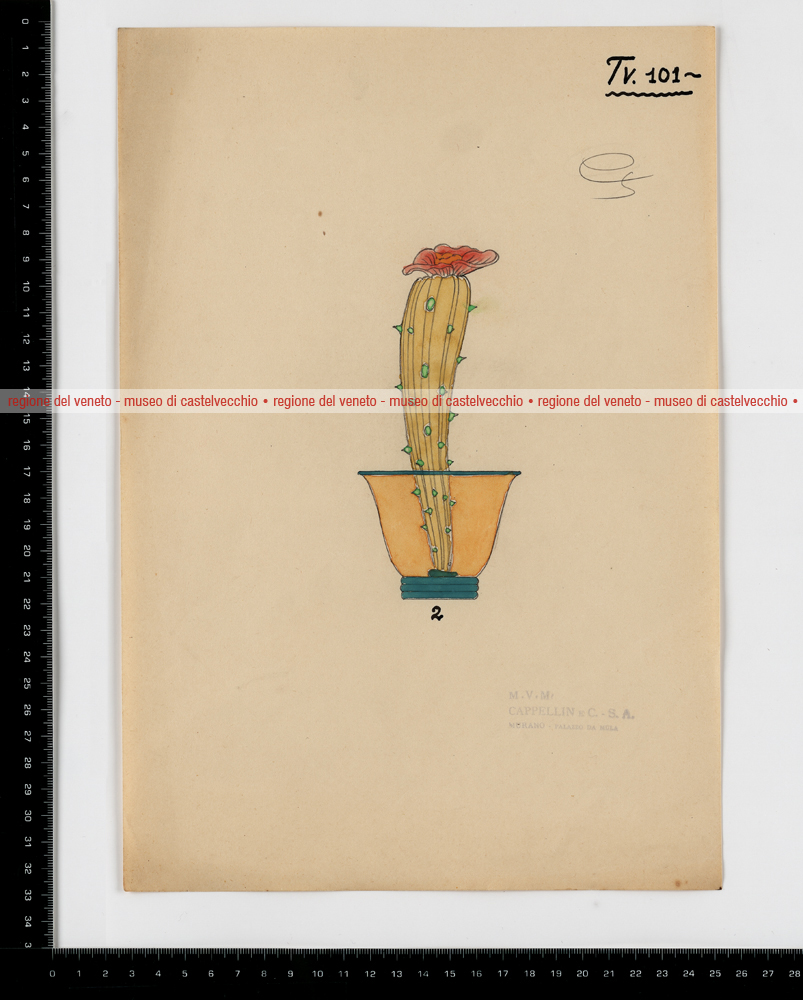 Tv. 101~
regione del veneto - museo di castelvecchio • regione del veneto - museo di castelvecchio • regione del veneto - museo di castelvecchio •
2
M.V.M.
CAPPELLIN & C. - S. A.
MURANO - PALAZZO DA MULA
0 1 2 3 4 5 6 7 8 9 10 11 12 13 14 15 16 17 18 19 20 21 22 23 24 25 26 27 28 29 30 31 32 33 34 3
0 1 2 3 4 5 6 7 8 9 10 11 12 13 14 15 16 17 18 19 20 21 22 23 24 25 26 27 28